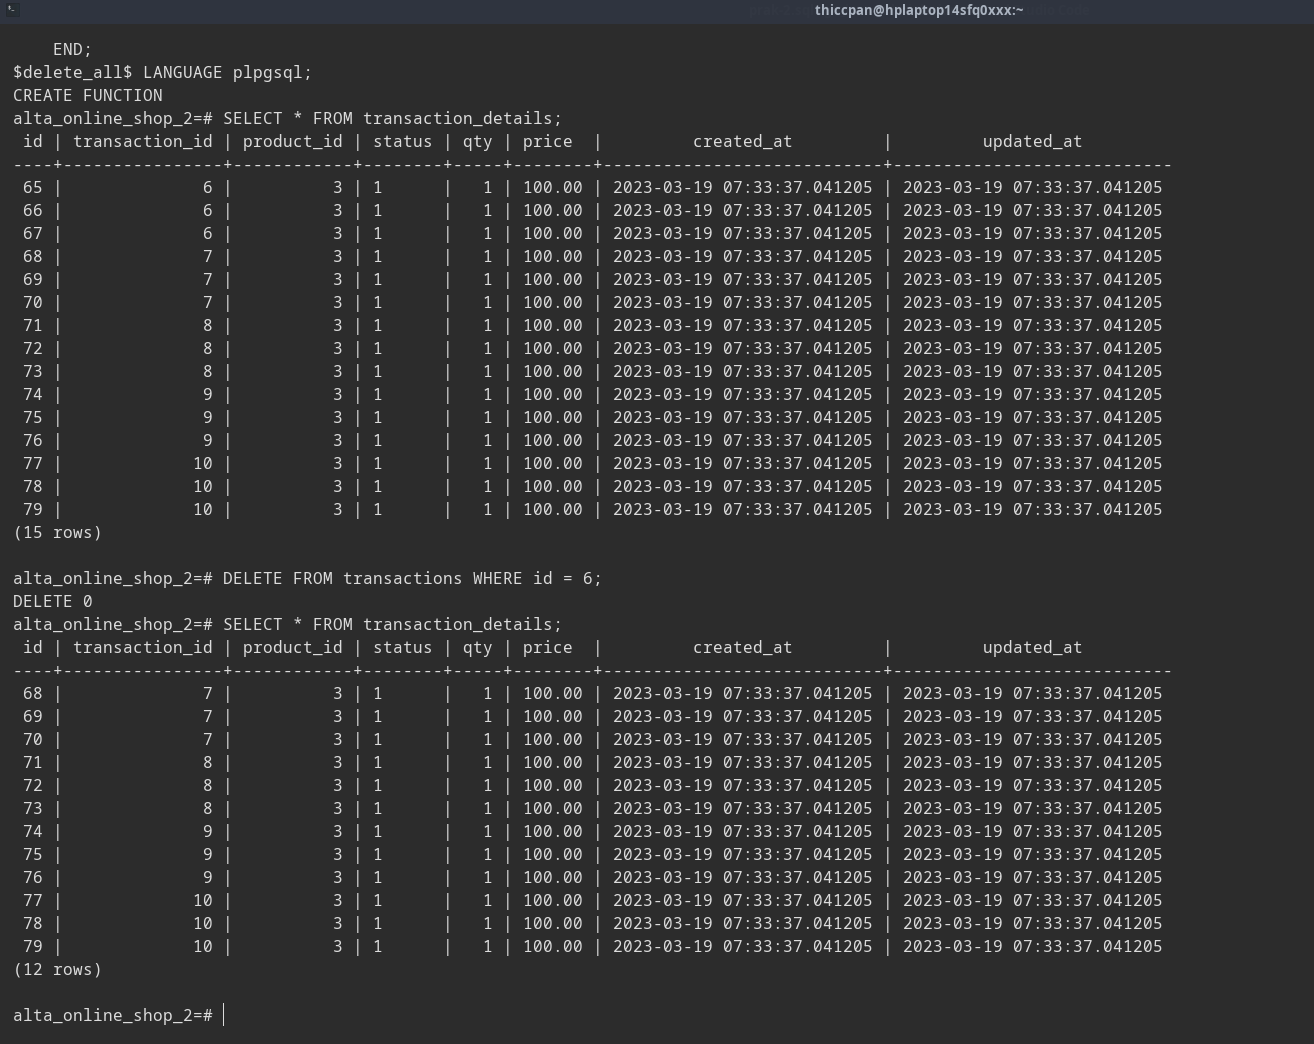 thiccpan@hplaptop14sfq0xxx:~
    END;
$delete_all$ LANGUAGE plpgsql;
CREATE FUNCTION
alta_online_shop_2=# SELECT * FROM transaction_details;
 id | transaction_id | product_id | status | qty | price  |         created_at         |         updated_at
----+----------------+------------+--------+-----+--------+----------------------------+----------------------------
 65 |              6 |          3 | 1      |   1 | 100.00 | 2023-03-19 07:33:37.041205 | 2023-03-19 07:33:37.041205
 66 |              6 |          3 | 1      |   1 | 100.00 | 2023-03-19 07:33:37.041205 | 2023-03-19 07:33:37.041205
 67 |              6 |          3 | 1      |   1 | 100.00 | 2023-03-19 07:33:37.041205 | 2023-03-19 07:33:37.041205
 68 |              7 |          3 | 1      |   1 | 100.00 | 2023-03-19 07:33:37.041205 | 2023-03-19 07:33:37.041205
 69 |              7 |          3 | 1      |   1 | 100.00 | 2023-03-19 07:33:37.041205 | 2023-03-19 07:33:37.041205
 70 |              7 |          3 | 1      |   1 | 100.00 | 2023-03-19 07:33:37.041205 | 2023-03-19 07:33:37.041205
 71 |              8 |          3 | 1      |   1 | 100.00 | 2023-03-19 07:33:37.041205 | 2023-03-19 07:33:37.041205
 72 |              8 |          3 | 1      |   1 | 100.00 | 2023-03-19 07:33:37.041205 | 2023-03-19 07:33:37.041205
 73 |              8 |          3 | 1      |   1 | 100.00 | 2023-03-19 07:33:37.041205 | 2023-03-19 07:33:37.041205
 74 |              9 |          3 | 1      |   1 | 100.00 | 2023-03-19 07:33:37.041205 | 2023-03-19 07:33:37.041205
 75 |              9 |          3 | 1      |   1 | 100.00 | 2023-03-19 07:33:37.041205 | 2023-03-19 07:33:37.041205
 76 |              9 |          3 | 1      |   1 | 100.00 | 2023-03-19 07:33:37.041205 | 2023-03-19 07:33:37.041205
 77 |             10 |          3 | 1      |   1 | 100.00 | 2023-03-19 07:33:37.041205 | 2023-03-19 07:33:37.041205
 78 |             10 |          3 | 1      |   1 | 100.00 | 2023-03-19 07:33:37.041205 | 2023-03-19 07:33:37.041205
 79 |             10 |          3 | 1      |   1 | 100.00 | 2023-03-19 07:33:37.041205 | 2023-03-19 07:33:37.041205
(15 rows)
alta_online_shop_2=# DELETE FROM transactions WHERE id = 6;
DELETE 0
alta_online_shop_2=# SELECT * FROM transaction_details;
 id | transaction_id | product_id | status | qty | price  |         created_at         |         updated_at
----+----------------+------------+--------+-----+--------+----------------------------+----------------------------
 68 |              7 |          3 | 1      |   1 | 100.00 | 2023-03-19 07:33:37.041205 | 2023-03-19 07:33:37.041205
 69 |              7 |          3 | 1      |   1 | 100.00 | 2023-03-19 07:33:37.041205 | 2023-03-19 07:33:37.041205
 70 |              7 |          3 | 1      |   1 | 100.00 | 2023-03-19 07:33:37.041205 | 2023-03-19 07:33:37.041205
 71 |              8 |          3 | 1      |   1 | 100.00 | 2023-03-19 07:33:37.041205 | 2023-03-19 07:33:37.041205
 72 |              8 |          3 | 1      |   1 | 100.00 | 2023-03-19 07:33:37.041205 | 2023-03-19 07:33:37.041205
 73 |              8 |          3 | 1      |   1 | 100.00 | 2023-03-19 07:33:37.041205 | 2023-03-19 07:33:37.041205
 74 |              9 |          3 | 1      |   1 | 100.00 | 2023-03-19 07:33:37.041205 | 2023-03-19 07:33:37.041205
 75 |              9 |          3 | 1      |   1 | 100.00 | 2023-03-19 07:33:37.041205 | 2023-03-19 07:33:37.041205
 76 |              9 |          3 | 1      |   1 | 100.00 | 2023-03-19 07:33:37.041205 | 2023-03-19 07:33:37.041205
 77 |             10 |          3 | 1      |   1 | 100.00 | 2023-03-19 07:33:37.041205 | 2023-03-19 07:33:37.041205
 78 |             10 |          3 | 1      |   1 | 100.00 | 2023-03-19 07:33:37.041205 | 2023-03-19 07:33:37.041205
 79 |             10 |          3 | 1      |   1 | 100.00 | 2023-03-19 07:33:37.041205 | 2023-03-19 07:33:37.041205
(12 rows)
alta_online_shop_2=#